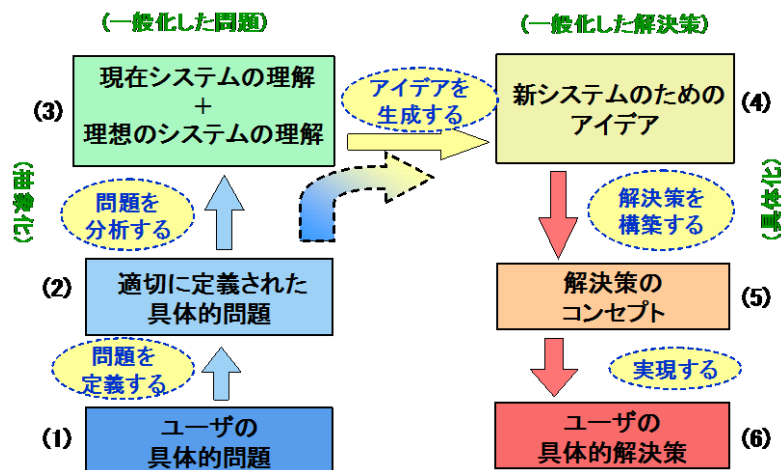 (一般化した問題)
(一般化した解決策)
(3)
現在システムの理解
+
理想のシステムの理解
アイデアを
生成する
新システムのための
アイデア
(4)
(抽象化)
問題を
分析する
解決策を
構築する
(具体化)
(2)
適切に定義された
具体的問題
解決策の
コンセプト
(5)
問題を
定義する
実現する
(1)
ユーザの
具体的問題
ユーザの
具体的解決策
(6)